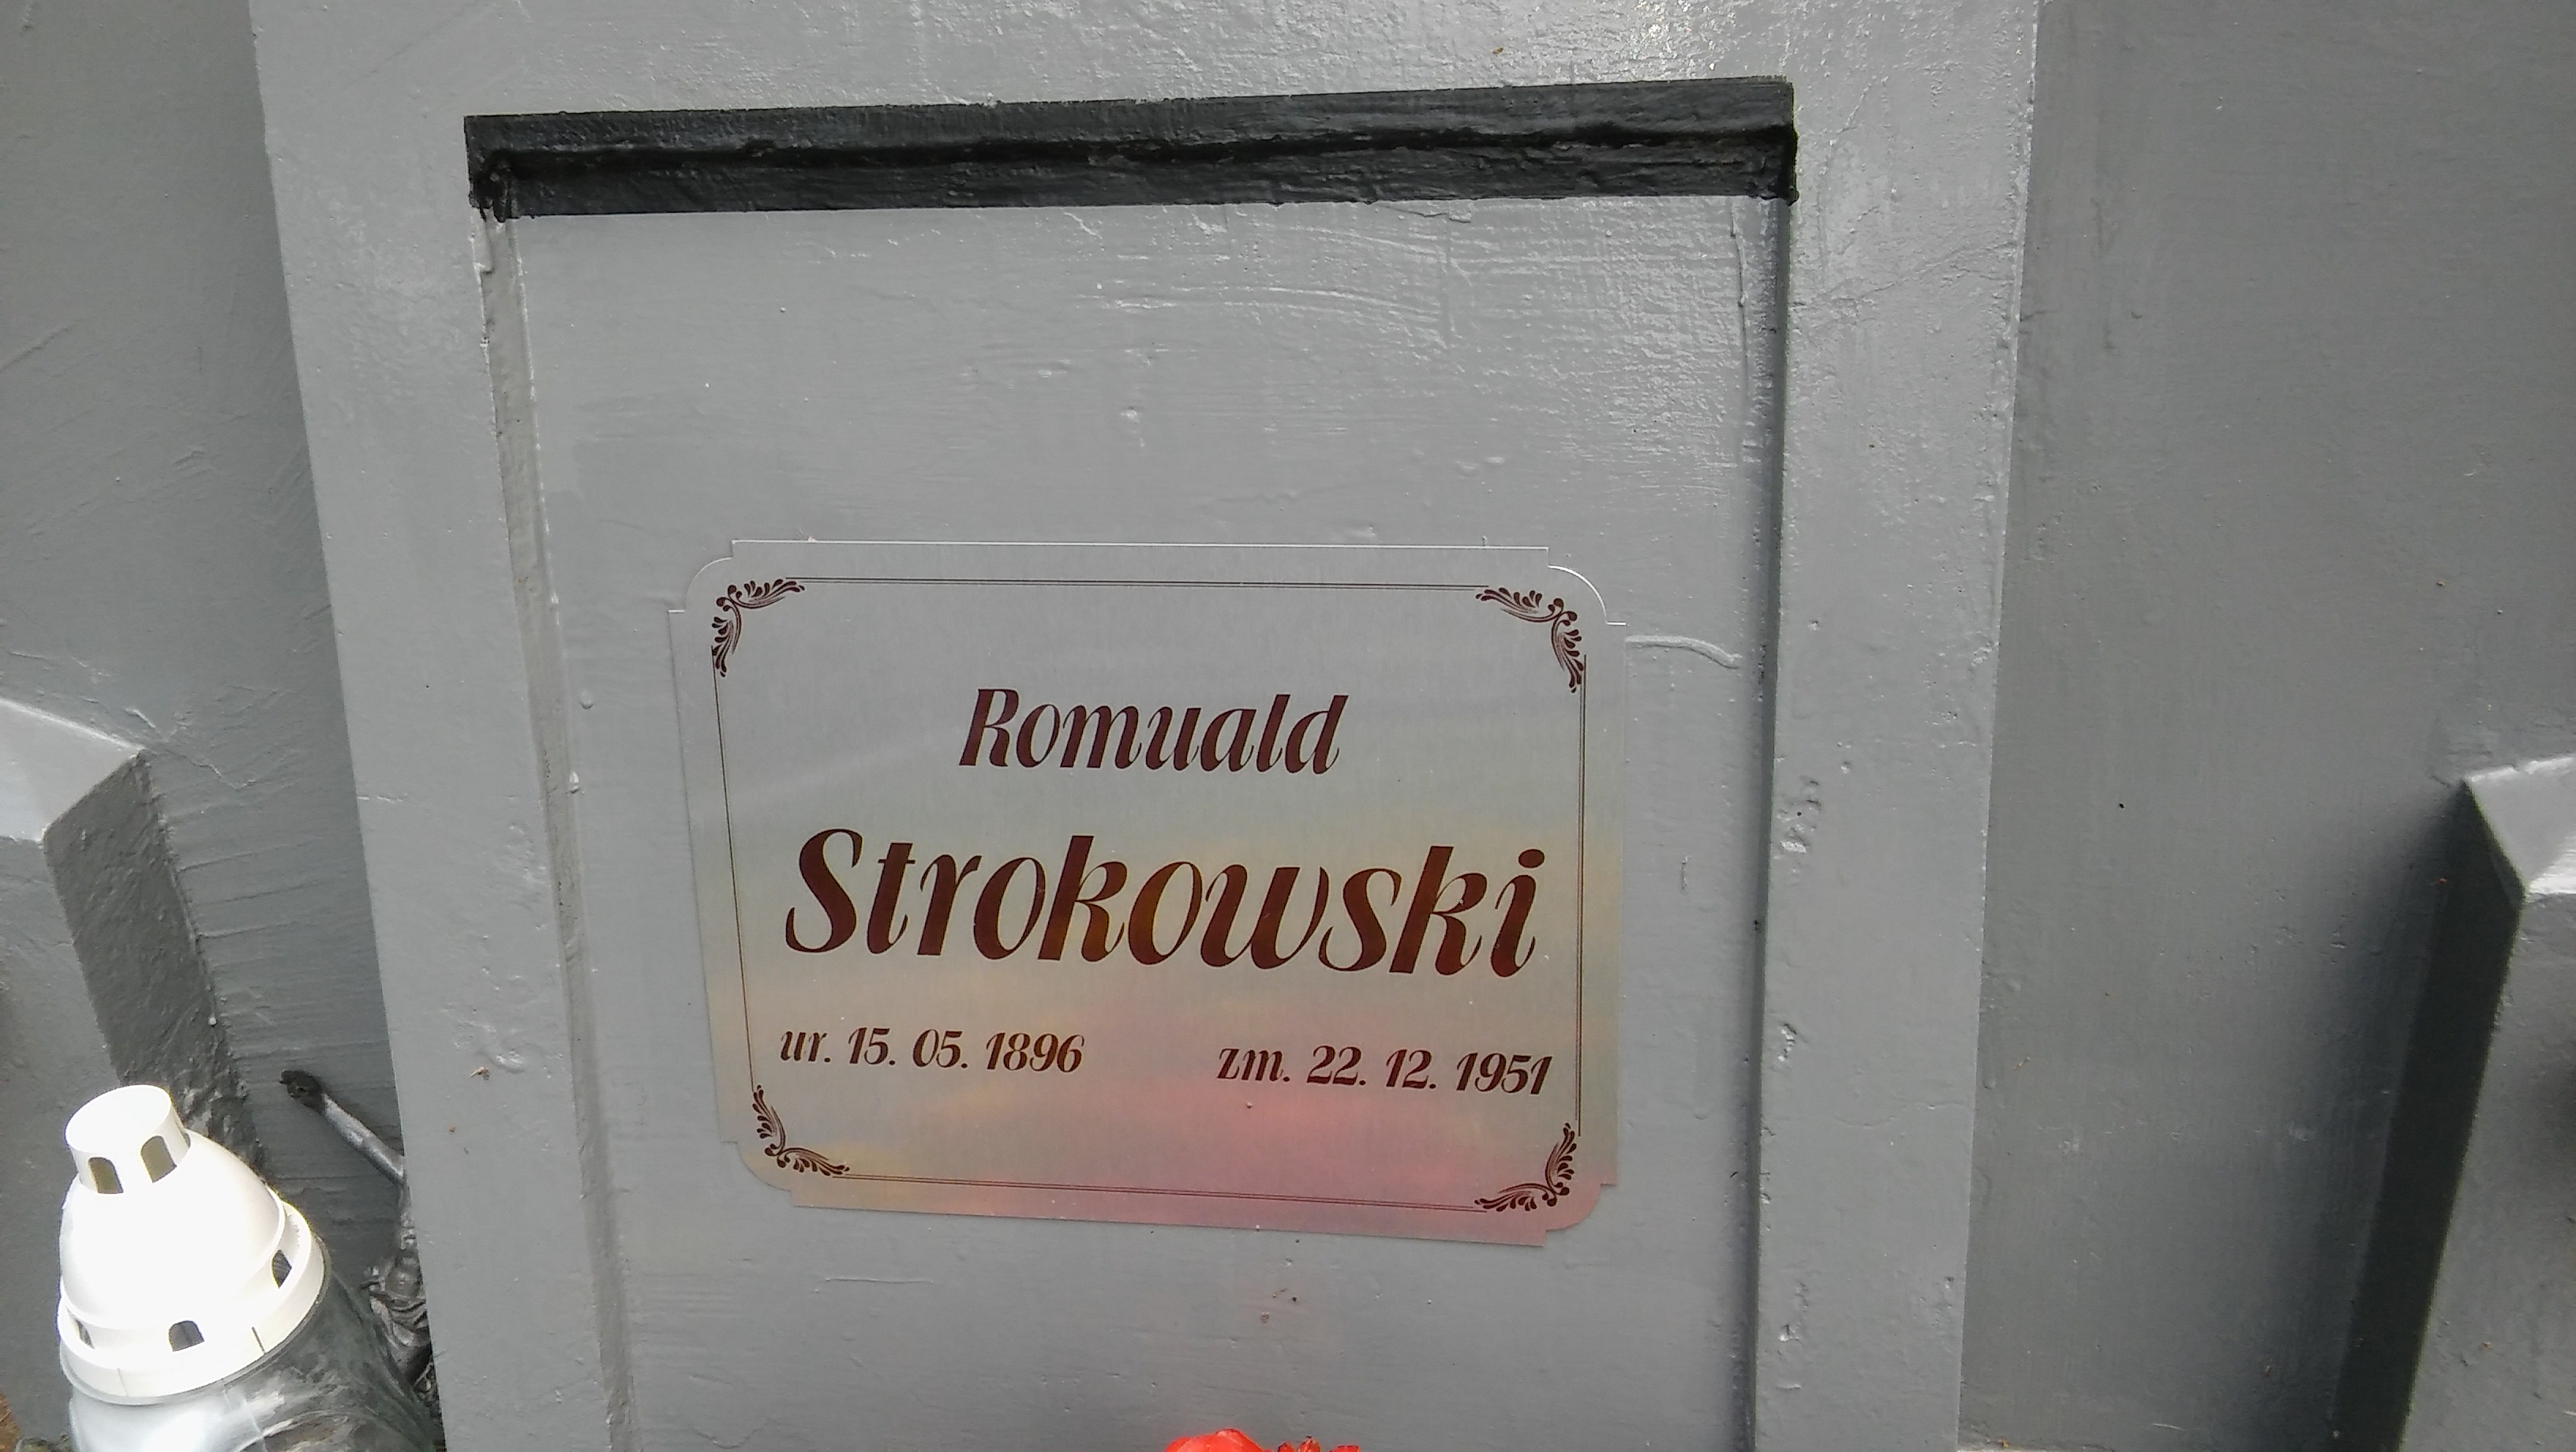 Romuald
Strokowski
ur. 15. 05. 1896 zm. 22. 12. 1951